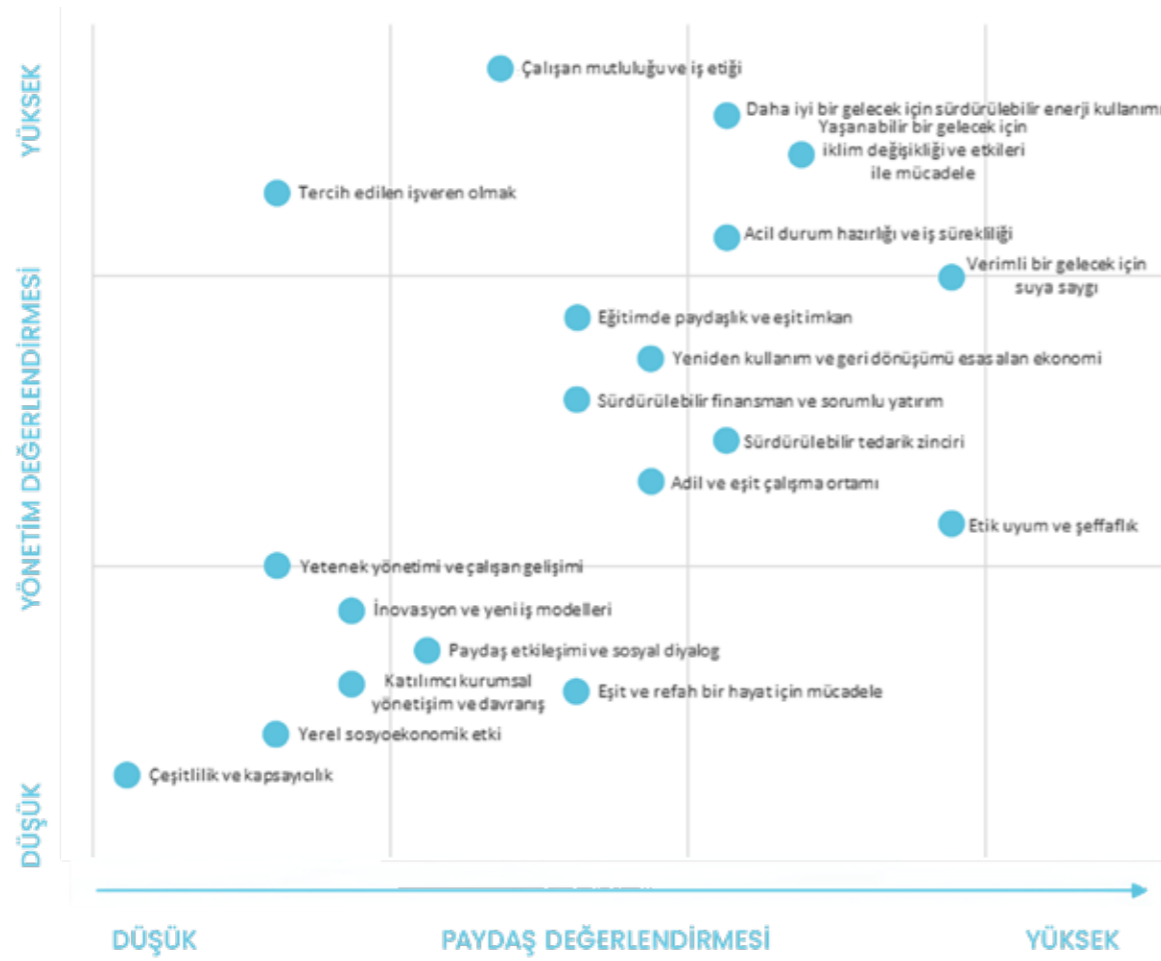 YÜKSEK
Çalışan mutluluğu ve iş etiği
Daha iyi bir gelecek için sürdürülebilir enerji kullanımı
Yaşanabilir bir gelecek için
iklim değişikliği ve etkileri
ile mücadele
Tercih edilen işveren olmak
Acil durum hazırlığı ve iş sürekliliği
Verimli bir gelecek için
suya saygı
YÖNETİM DEĞERLENDİRMESİ
Eğitimde paydaşlık ve eşit imkan
Yeniden kullanım ve geri dönüşümü esas alan ekonomi
Sürdürülebilir finansman ve sorumlu yatırım
Sürdürülebilir tedarik zinciri
Adil ve eşit çalışma ortamı
Etik uyum ve şeffaflık
Yetenek yönetimi ve çalışan gelişimi
İnovasyon ve yeni iş modelleri
Paydaş etkileşimi ve sosyal diyalog
Katılımcı kurumsal
yönetişim ve davranış
Eşit ve refah bir hayat için mücadele
Yerel sosyoekonomik etki
Çeşitlilik ve kapsayıcılık
DÜŞÜK
DÜŞÜK
PAYDAŞ DEĞERLENDİRMESİ
YÜKSEK